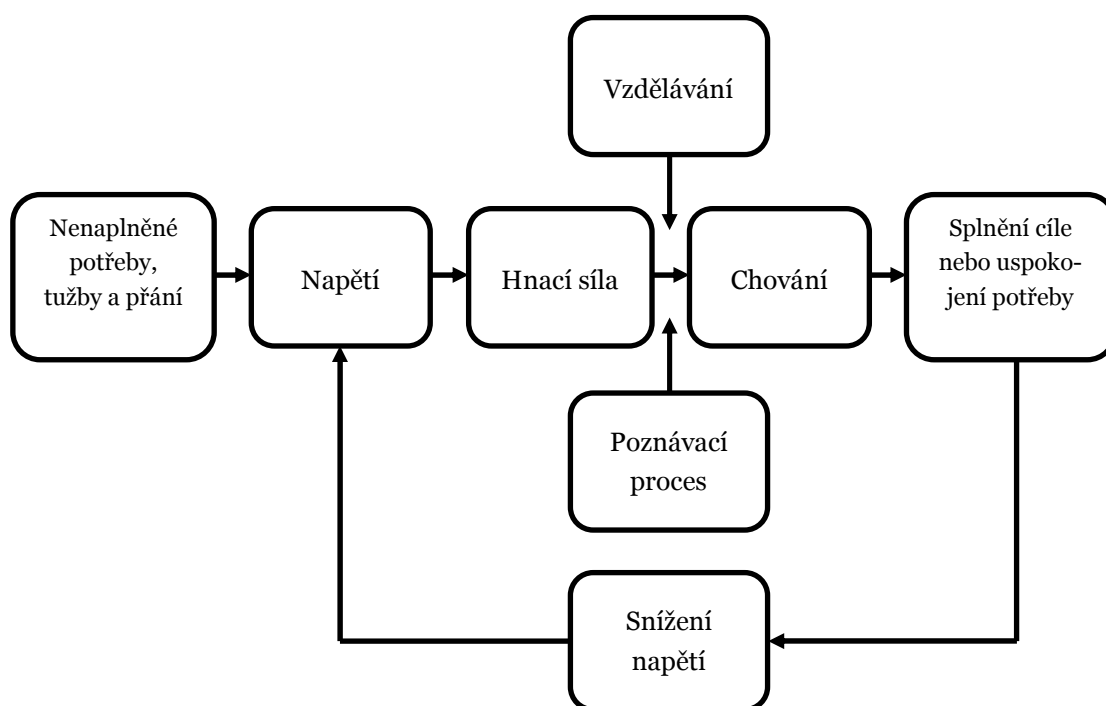 Vzdělávání
Nenaplněné
potřeby,
tužby a přání
Napětí
Hnací síla
Chování
Splnění cíle
nebo uspoko-
jení potřeby
Poznávací
proces
Snížení
napětí